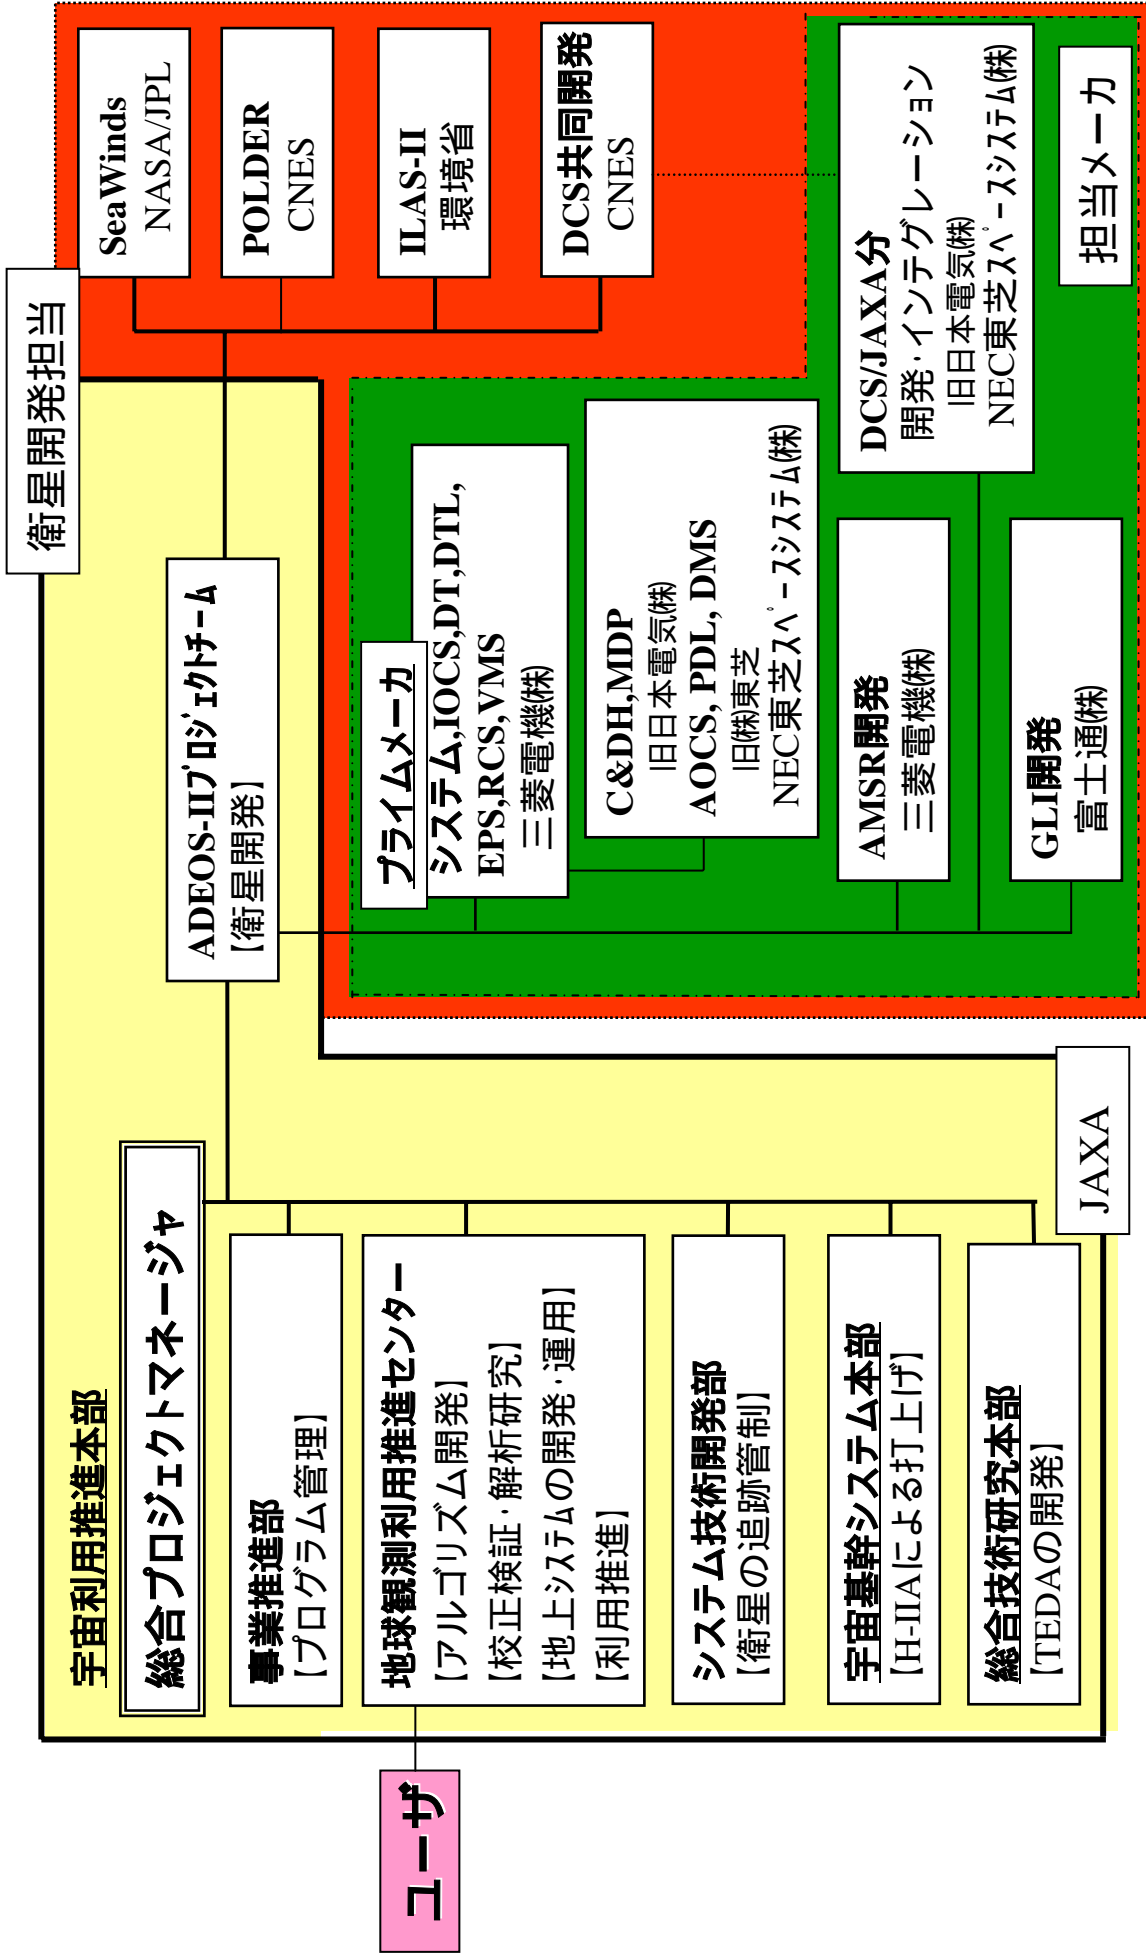 宇宙利用推進本部
総合プロジェクトマネージャ
事業推進部
【プログラム管理】
地球観測利用推進センター
【アルゴリズム開発】
【校正検証・解析研究】
【地上システムの開発・運用】
【利用推進】
システム技術開発部
【衛星の追跡管制】
宇宙基幹システム本部
【H-IIAによる打上げ】
総合技術研究本部
【TEDAの開発】
ユーザ
JAXA
ADEOS-IIプロジェクトチーム
【衛星開発】
衛星開発担当
SeaWinds
NASA/JPL
POLDER
CNES
ILAS-II
環境省
DCS共同開発
CNES
プライムメーカ
システム,IOCS,DT,DTL,
EPS,RCS,VMS
三菱電機(株)
C&DH,MDP
旧日本電気(株)
AOCS, PDL, DMS
旧(株)東芝
NEC東芝スペースシステム(株)
AMSR開発
三菱電機(株)
GLI開発
富士通(株)
DCS/JAXA分
開発・インテグレーション
旧日本電気(株)
NEC東芝スペースシステム(株)
担当メーカ